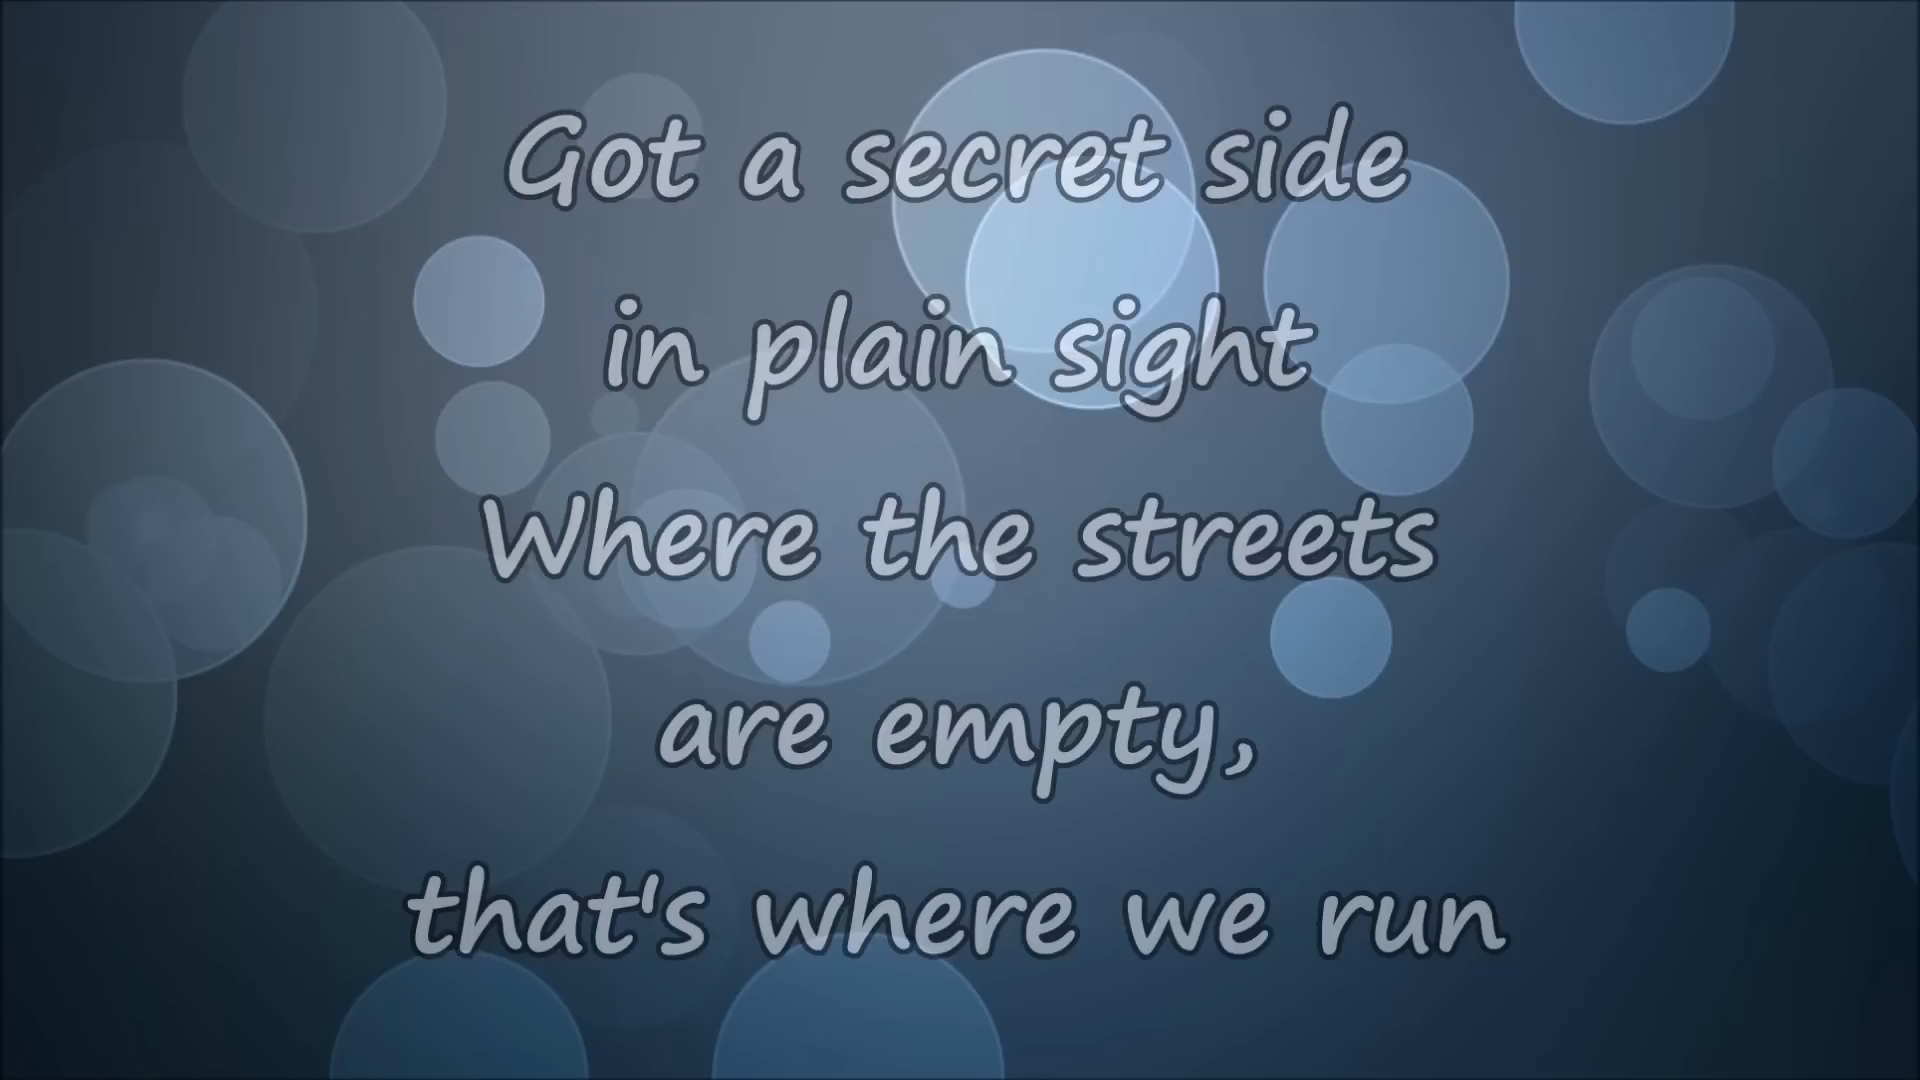 Got a secret side
in plain sight
Where the streets
are empty,
that's where we run